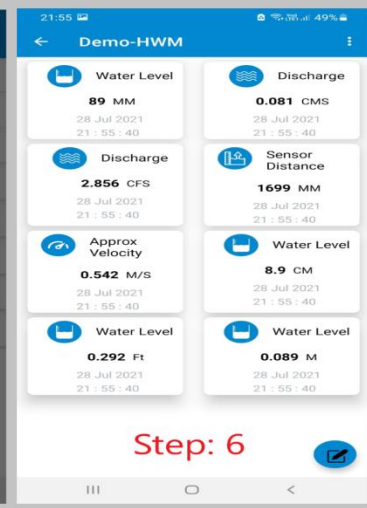 21:55 49%
Demo-HWM
Water Level
89 MM
28 Jul 2021
21 : 55 : 40
Discharge
0.081 CMS
28 Jul 2021
21 : 55 : 40
Discharge
2.856 CFS
28 Jul 2021
21 : 55 : 40
Sensor
Distance
1699 MM
28 Jul 2021
21 : 55 : 40
Approx
Velocity
0.542 M/S
28 Jul 2021
21 : 55 : 40
Water Level
8.9 CM
28 Jul 2021
21 : 55 : 40
Water Level
0.292 Ft
28 Jul 2021
21 : 55 : 40
Water Level
0.089 M
28 Jul 2021
21 : 55 : 40
Step: 6